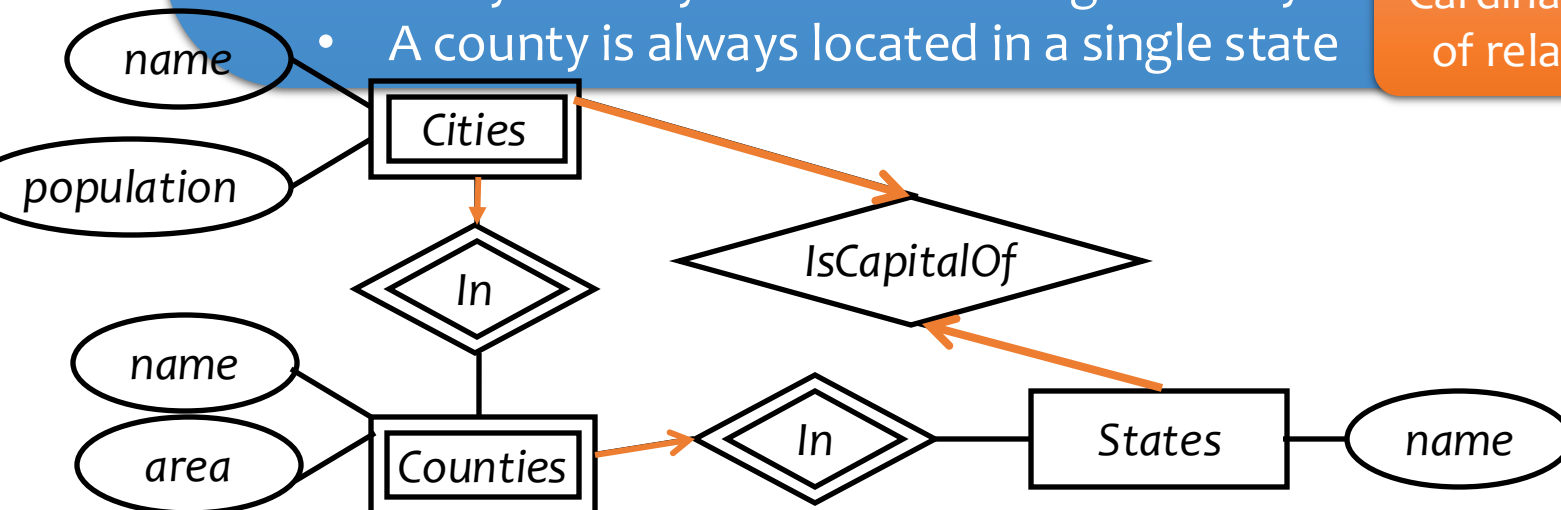 • A county is always located in a single state
of rela
name
Cities
population
IsCapitalOf
In
name
area
Counties
In
States
name